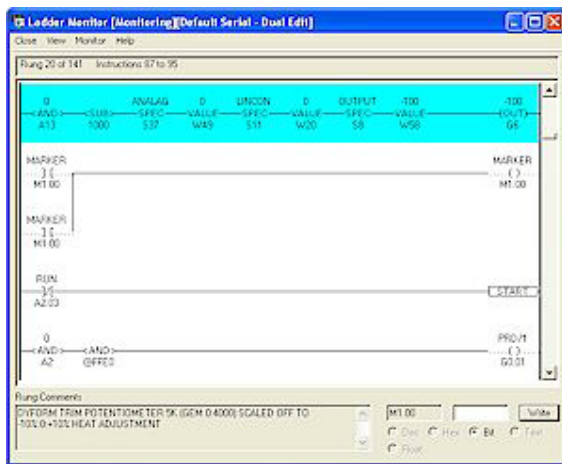 Ladder Monitor [Monitoring][Default Serial - Dual Edit]
Close View Monitor Help
Rung 20 of 141 Instructions 87 to 95
0 ANALAG 0 LINCON 0 OUTPUT -100 -100
<AND> <SUB> SPEC VALUE SPEC VALUE SPEC VALUE (OUT)
A13 1000 S37 W49 S11 W20 S8 W58 G6
MARKER MARKER
] [ ( )
M1.00 M1.00
MARKER
] [
M1.00
RUN
]/[ START
A2.03
0 PRD/1
<AND> <AND> ( )
A2 @FFE0 G0.01
Rung Comments
DYFORM TRIM POTENTIOMETER 5K (GEM 0:4000) SCALED OFF TO
-10%:0:+10% HEAT ADJUSTMENT
M1.00 Write
Dec Hex Bit Text
Float